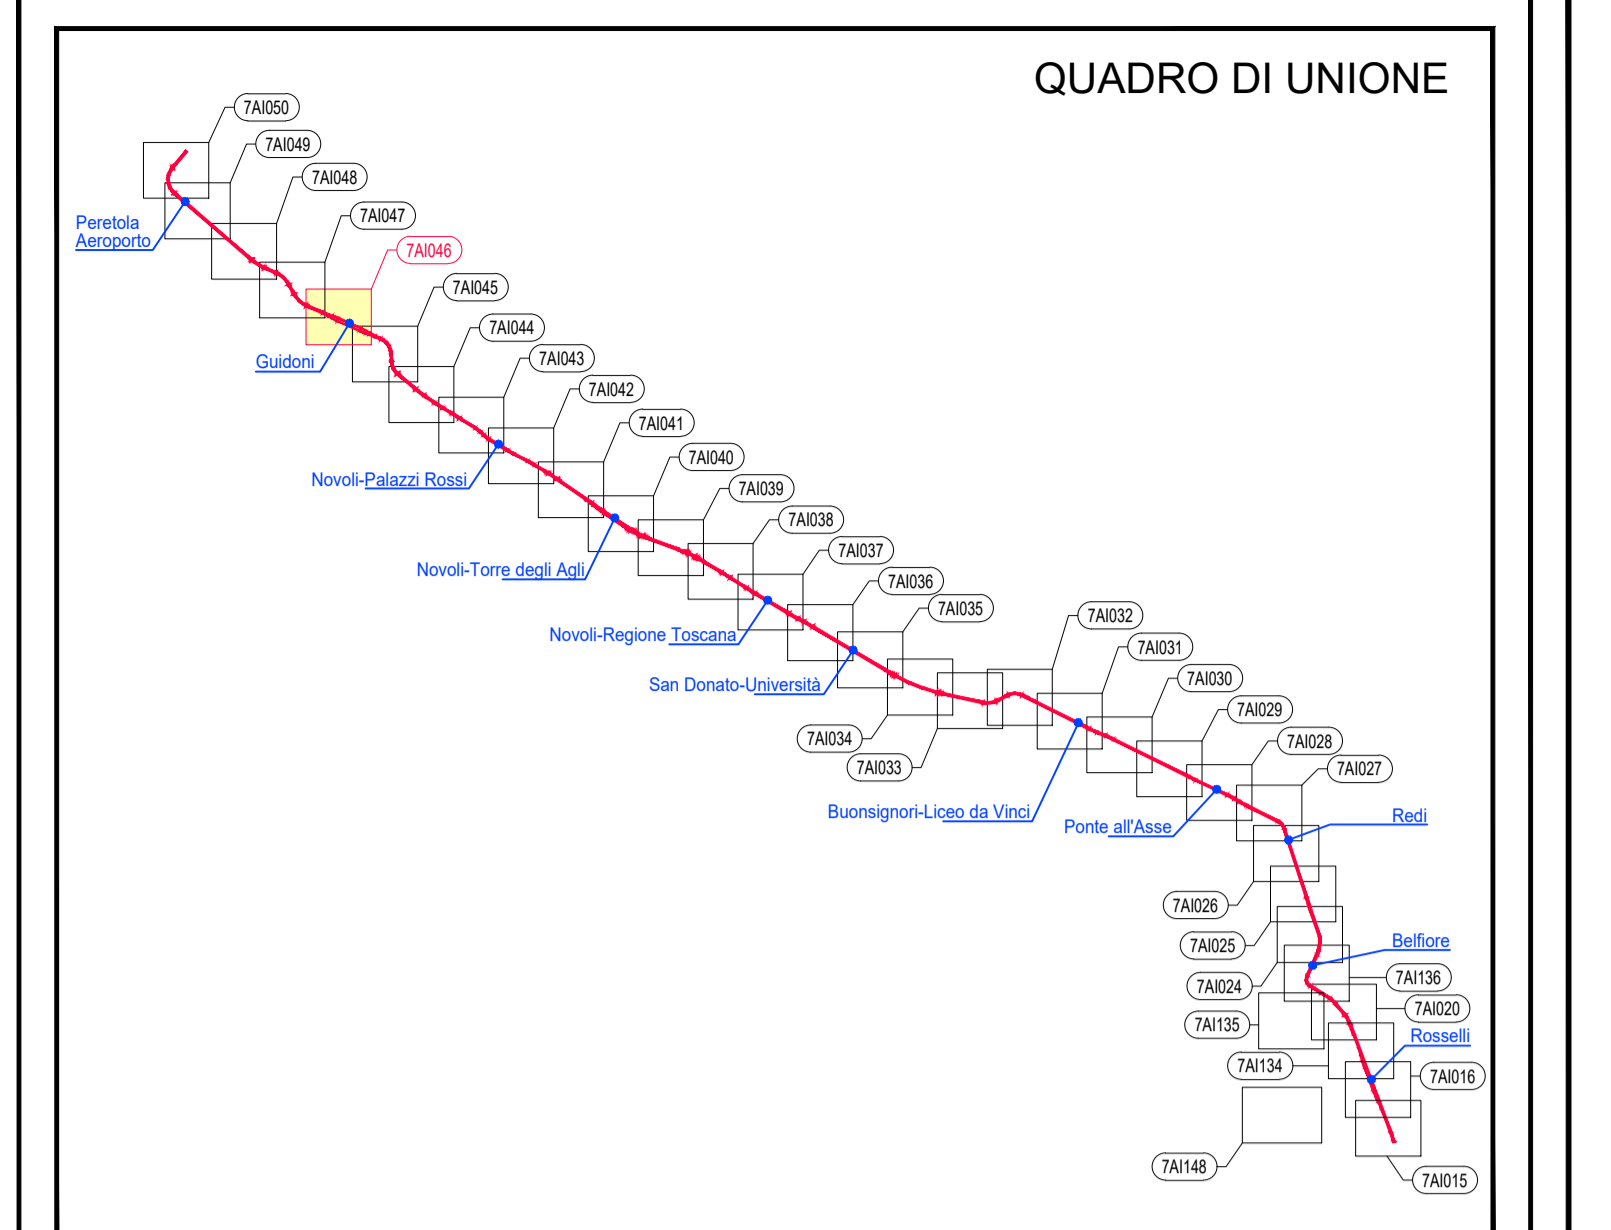 QUADRO DI UNIONE
7AI050
7AI049
7AI048
7AI047
Peretola
Aeroporto
7AI046
7AI045
7AI044
Guidoni
7AI043
7AI042
7AI041
7AI040
Novoli-Palazzi Rossi
7AI039
7AI038
7AI037
Novoli-Torre degli Agli
7AI036
7AI035
7AI032
Novoli-Regione Toscana
7AI031
San Donato-Università
7AI030
7AI029
7AI034
7AI028
7AI033
7AI027
Buonsignori-Liceo da Vinci
Redi
Ponte all'Asse
7AI026
Belfiore
7AI025
7AI136
7AI024
7AI020
7AI135
Rosselli
7AI134
7AI016
7AI148
7AI015